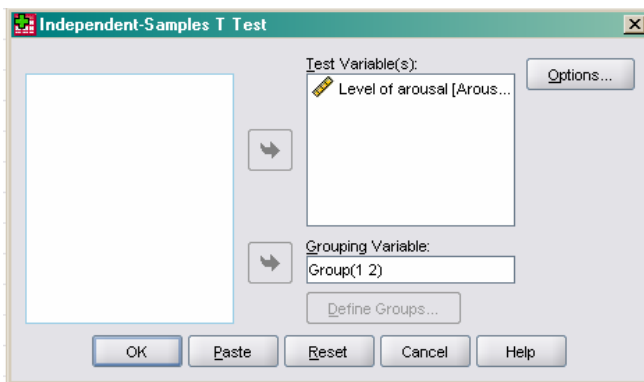 Independent-Samples T Test
Test Variable(s):
Level of arousal [Arous...
Options...
Grouping Variable:
Group(1 2)
Define Groups...
OK
Paste
Reset
Cancel
Help